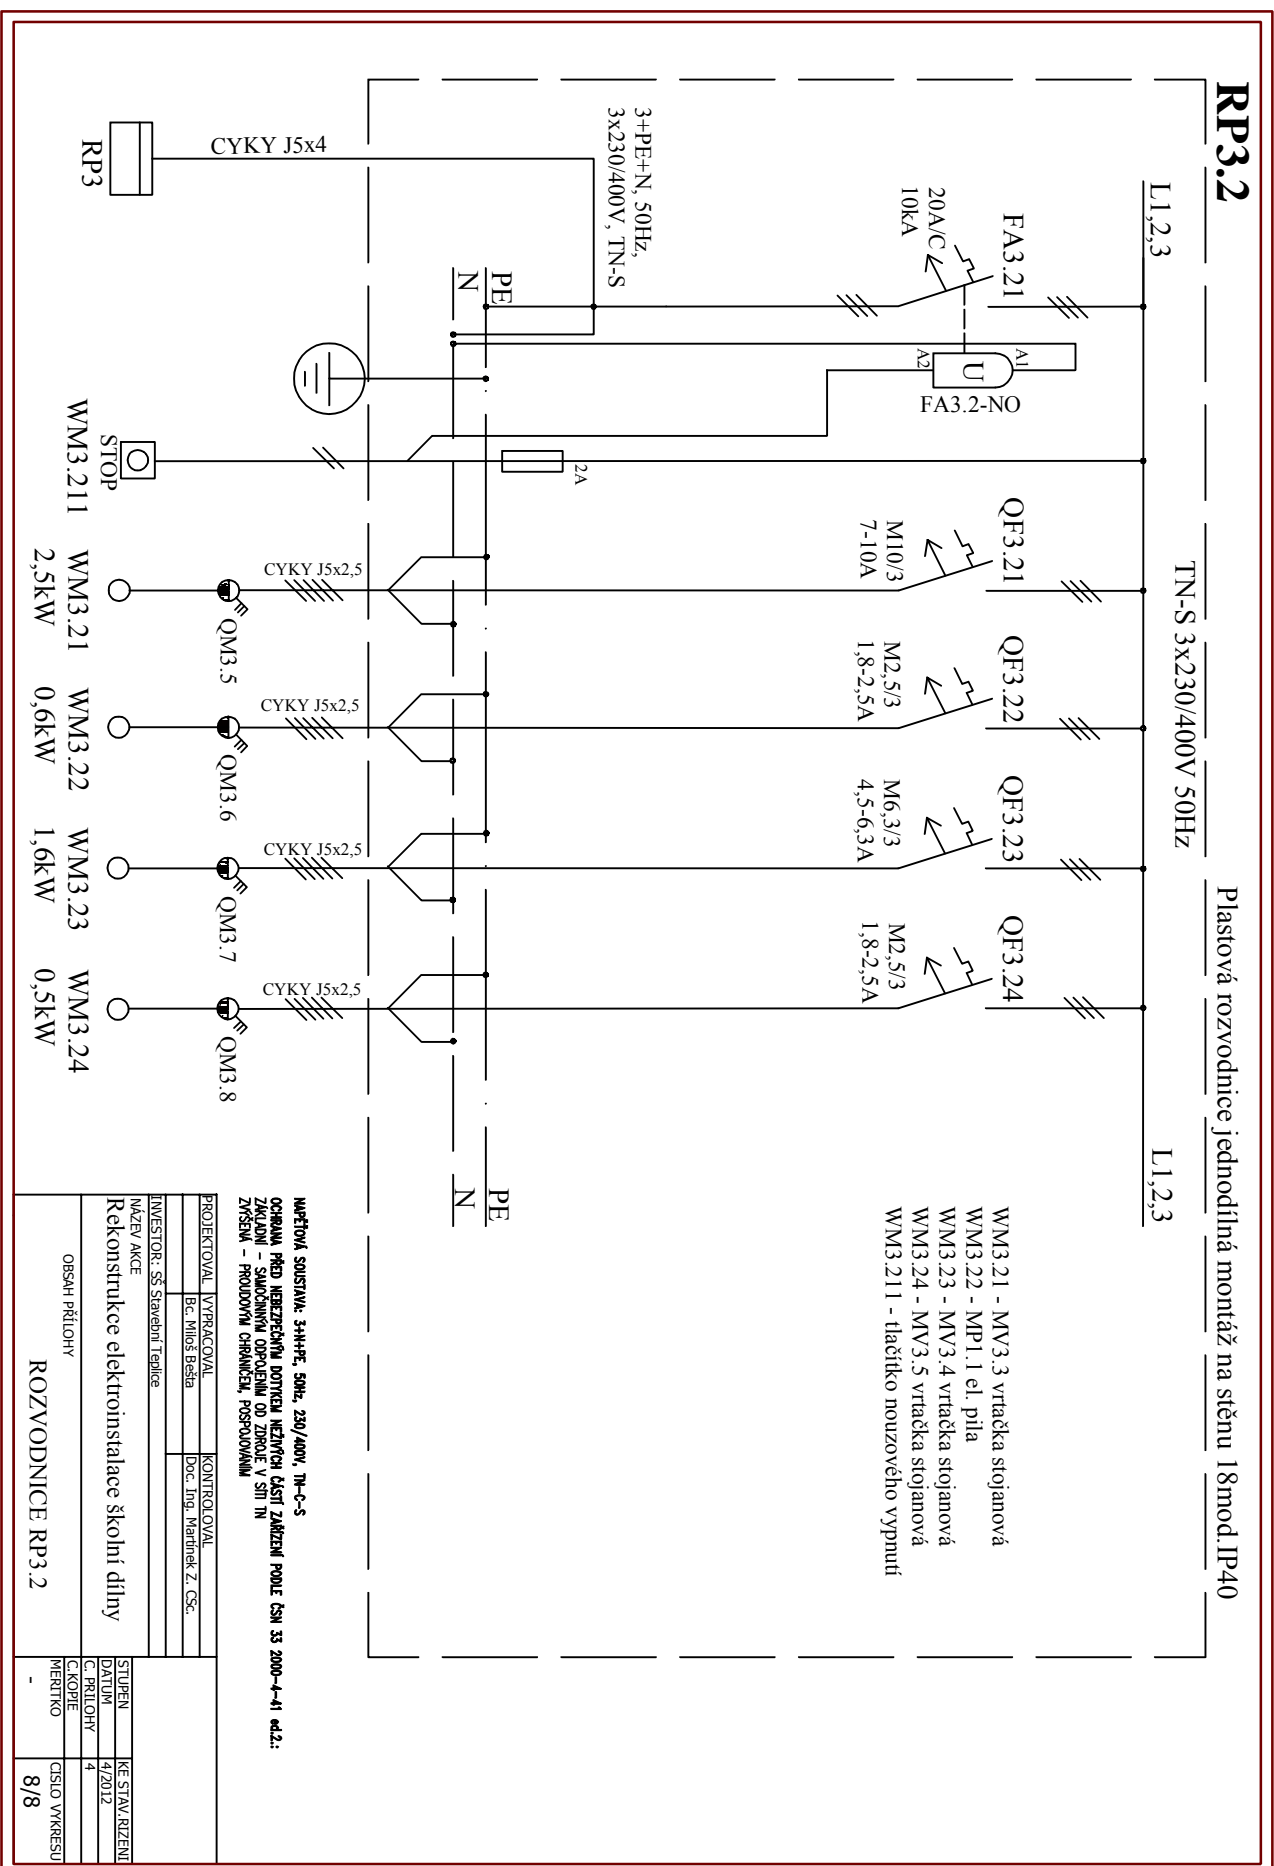 RP3.2
Plastová rozvodnice jednodílná montáž na stěnu 18mod.IP40
TN-S 3x230/400V 50Hz
L1,2,3
L1,2,3
FA3.21
20A/C
10kA
A1
U
A2
FA3.2-NO
3+PE+N, 50Hz,
3x230/400V, TN-S
QF3.21
M10/3
7-10A
QF3.22
M2,5/3
1,8-2,5A
QF3.23
M6,3/3
4,5-6,3A
QF3.24
M2,5/3
1,8-2,5A
WM3.21 - MV3.3 vrtačka stojanová
WM3.22 - MP1.1 el. pila
WM3.23 - MV3.4 vrtačka stojanová
WM3.24 - MV3.5 vrtačka stojanová
WM3.211 - tlačítko nouzového vypnutí
2A
PE
N
PE
N
CYKY J5x4
RP3
STOP
WM3.211
CYKY J5x2,5
QM3.5
WM3.21
2,5kW
CYKY J5x2,5
QM3.6
WM3.22
0,6kW
CYKY J5x2,5
QM3.7
WM3.23
1,6kW
CYKY J5x2,5
QM3.8
WM3.24
0,5kW
NAPĚŤOVÁ SOUSTAVA: 3+N+PE, 50Hz, 230/400V, TN-C-S
OCHRANA PŘED NEBEZPEČNÝM DOTYKEM NEŽIVÝCH ČÁSTÍ ZAŘÍZENÍ PODLE ČSN 33 2000-4-41 ed.2.:
ZÁKLADNÍ - SAMOČINNÝM ODPOJENÍM OD ZDROJE V SÍTI TN
ZVÝŠENÁ - PROUDOVÝM CHRÁNIČEM, POSPOJOVÁNÍM
PROJEKTOVAL
VYPRACOVAL
KONTROLOVAL
Bc. Miloš Bešta
Doc. Ing. Martínek Z. CSc.
INVESTOR: SŠ Stavební Teplice
NÁZEV AKCE
Rekonstrukce elektroinstalace školní dílny
OBSAH PŘÍLOHY
ROZVODNICE RP3.2
STUPEN
KE STAV.RIZENI
DATUM
4/2012
C. PRILOHY
4
C.KOPIE
MERITKO
-
CISLO VYKRESU
8/8